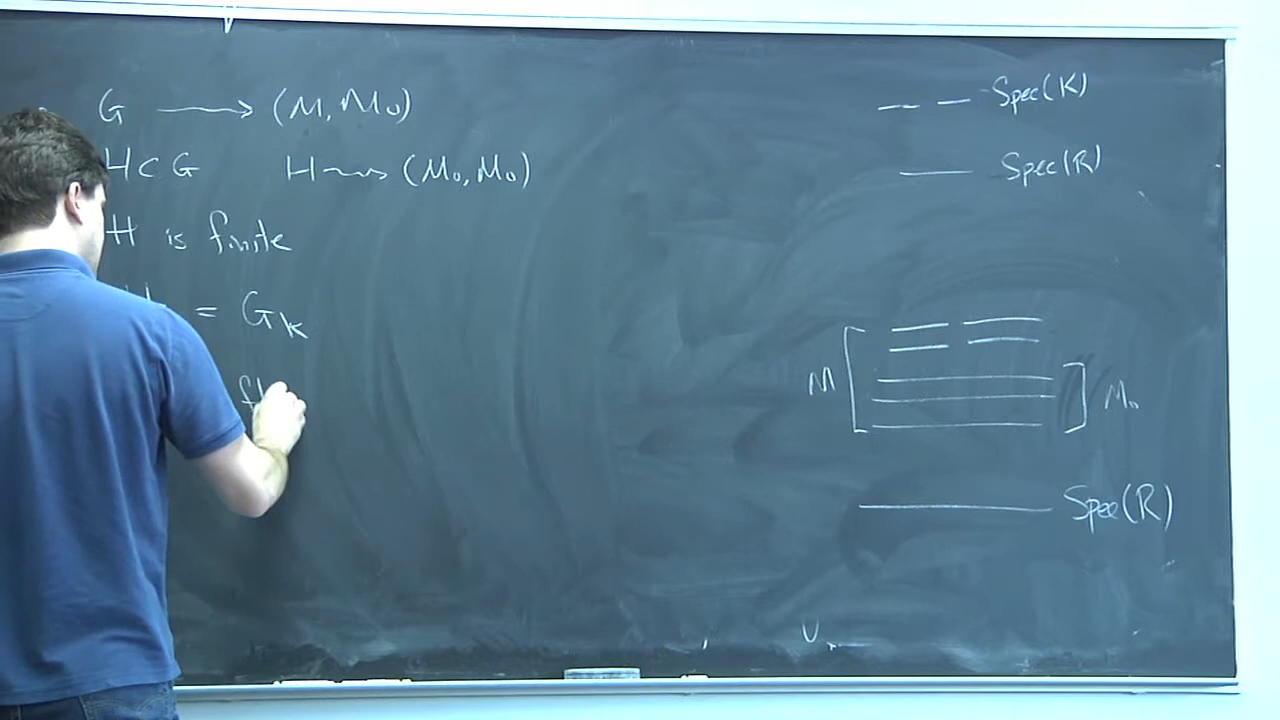 G ⟶ (M, M₀)
H ⊂ G H ⇝ (M₀, M₀)
H is finite
= G_K
Spec(K)
Spec(R)
M
M₀
Spec(R)